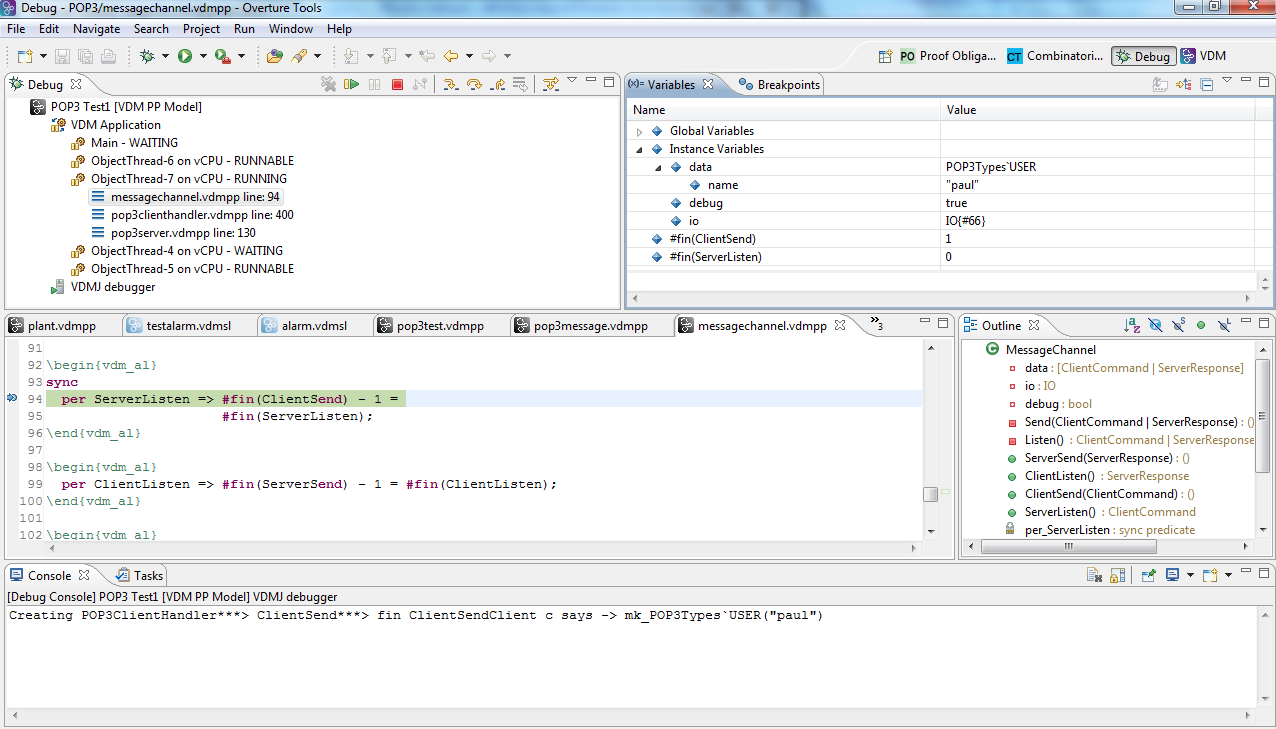 Debug - POP3/messagechannel.vdmpp - Overture Tools
File Edit Navigate Search Project Run Window Help
PO Proof Obliga... CT Combinatori... Debug VDM
Debug
POP3 Test1 [VDM PP Model]
VDM Application
Main - WAITING
ObjectThread-6 on vCPU - RUNNABLE
ObjectThread-7 on vCPU - RUNNING
messagechannel.vdmpp line: 94
pop3clienthandler.vdmpp line: 400
pop3server.vdmpp line: 130
ObjectThread-4 on vCPU - WAITING
ObjectThread-5 on vCPU - RUNNABLE
VDMJ debugger
(x)= Variables Breakpoints
Name Value
Global Variables
Instance Variables
data POP3Types`USER
name "paul"
debug true
io IO{#66}
#fin(ClientSend) 1
#fin(ServerListen) 0
plant.vdmpp testalarm.vdmsl alarm.vdmsl pop3test.vdmpp pop3message.vdmpp messagechannel.vdmpp »3
91
92 \begin{vdm_al}
93 sync
94 per ServerListen => #fin(ClientSend) - 1 =
95 #fin(ServerListen);
96 \end{vdm_al}
97
98 \begin{vdm_al}
99 per ClientListen => #fin(ServerSend) - 1 = #fin(ClientListen);
100 \end{vdm_al}
101
102 \begin{vdm_al}
Outline
MessageChannel
data : [ClientCommand | ServerResponse]
io : IO
debug : bool
Send(ClientCommand | ServerResponse) : ()
Listen() : ClientCommand | ServerResponse
ServerSend(ServerResponse) : ()
ClientListen() : ServerResponse
ClientSend(ClientCommand) : ()
ServerListen() : ClientCommand
per_ServerListen : sync predicate
Console Tasks
[Debug Console] POP3 Test1 [VDM PP Model] VDMJ debugger
Creating POP3ClientHandler***> ClientSend***> fin ClientSendClient c says -> mk_POP3Types`USER("paul")